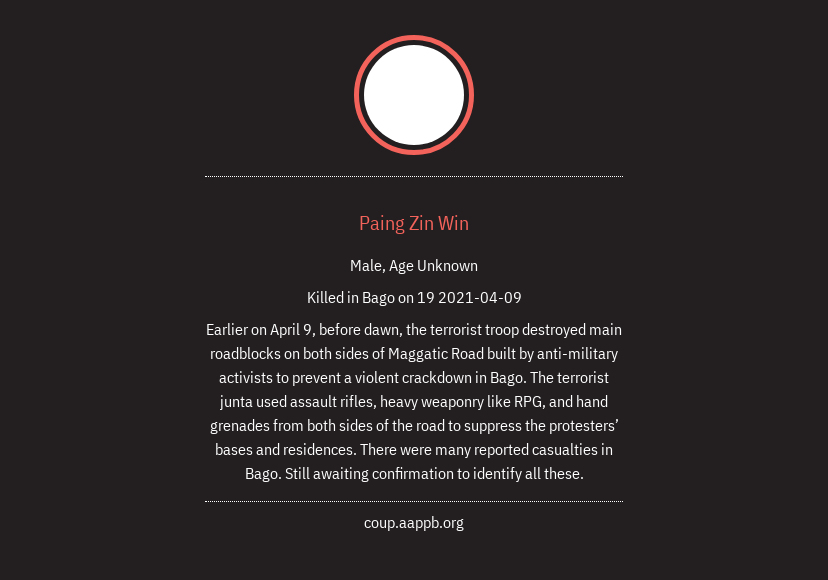 Paing Zin Win
Male, Age Unknown
Killed in Bago on 19 2021-04-09
Earlier on April 9, before dawn, the terrorist troop destroyed main
roadblocks on both sides of Maggatic Road built by anti-military
activists to prevent a violent crackdown in Bago. The terrorist
junta used assault rifles, heavy weaponry like RPG, and hand
grenades from both sides of the road to suppress the protesters’
bases and residences. There were many reported casualties in
Bago. Still awaiting confirmation to identify all these.
coup.aappb.org